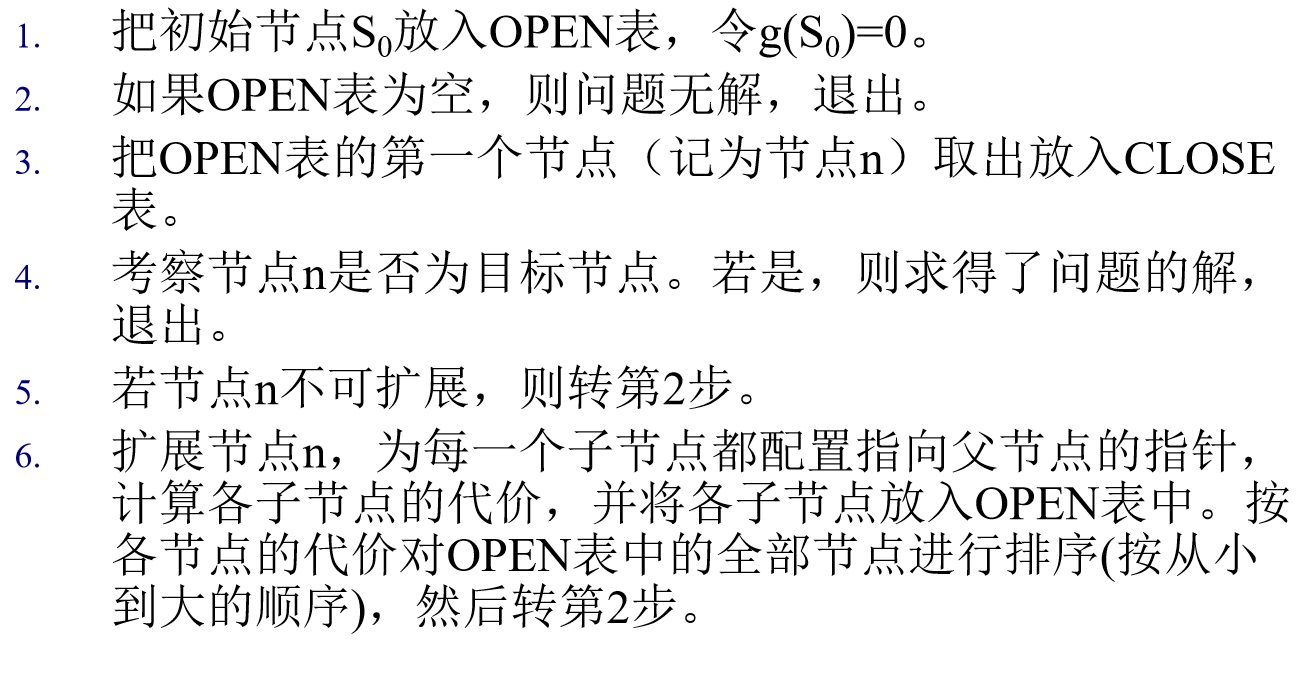 1. 把初始节点S₀放入OPEN表，令g(S₀)=0。
2. 如果OPEN表为空，则问题无解，退出。
3. 把OPEN表的第一个节点（记为节点n）取出放入CLOSE
表。
4. 考察节点n是否为目标节点。若是，则求得了问题的解，
退出。
5. 若节点n不可扩展，则转第2步。
6. 扩展节点n，为每一个子节点都配置指向父节点的指针，
计算各子节点的代价，并将各子节点放入OPEN表中。按
各节点的代价对OPEN表中的全部节点进行排序(按从小
到大的顺序)，然后转第2步。